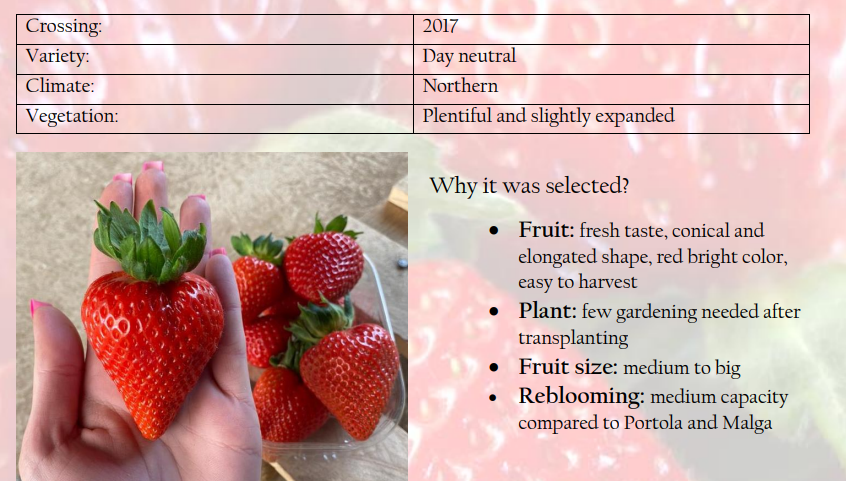 Crossing: 2017
Variety: Day neutral
Climate: Northern
Vegetation: Plentiful and slightly expanded
Why it was selected?
• Fruit: fresh taste, conical and
elongated shape, red bright color,
easy to harvest
• Plant: few gardening needed after
transplanting
• Fruit size: medium to big
• Reblooming: medium capacity
compared to Portola and Malga